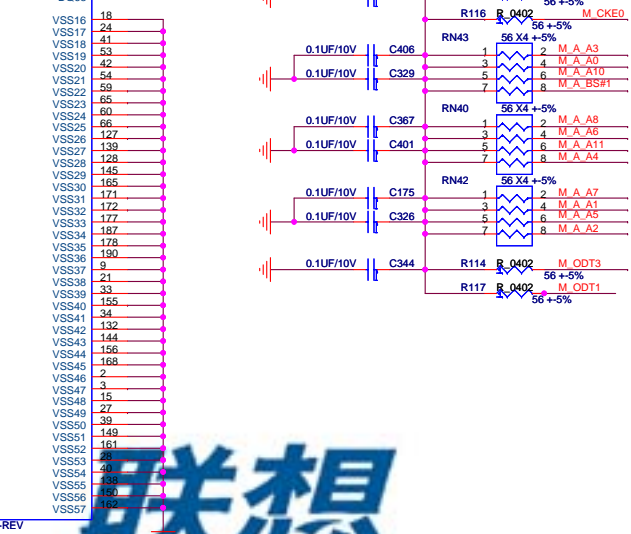 VSS16 18
VSS17 24
VSS18 41
VSS19 53
VSS20 42
VSS21 54
VSS22 59
VSS23 65
VSS24 60
VSS25 66
VSS26 127
VSS27 139
VSS28 128
VSS29 145
VSS30 165
VSS31 171
VSS32 172
VSS33 177
VSS34 187
VSS35 178
VSS36 190
VSS37 9
VSS38 21
VSS39 33
VSS40 155
VSS41 34
VSS42 132
VSS43 144
VSS44 156
VSS45 168
VSS46 2
VSS47 3
VSS48 15
VSS49 27
VSS50 39
VSS51 149
VSS52 161
VSS53 28
VSS54 40
VSS55 138
VSS56 150
VSS57 162
-REV
56 +-5%
R116 R_0402 M_CKE0
56 +-5%
RN43 56 X4 +-5%
0.1UF/10V C406 1 2 M_A_A3
3 4 M_A_A0
0.1UF/10V C329 5 6 M_A_A10
7 8 M_A_BS#1
RN40 56 X4 +-5%
0.1UF/10V C367 1 2 M_A_A8
3 4 M_A_A6
0.1UF/10V C401 5 6 M_A_A11
7 8 M_A_A4
RN42 56 X4 +-5%
0.1UF/10V C175 1 2 M_A_A7
3 4 M_A_A1
0.1UF/10V C326 5 6 M_A_A5
7 8 M_A_A2
0.1UF/10V C344 R114 R_0402 M_ODT3
56 +-5%
R117 R_0402 M_ODT1
56 +-5%
联想